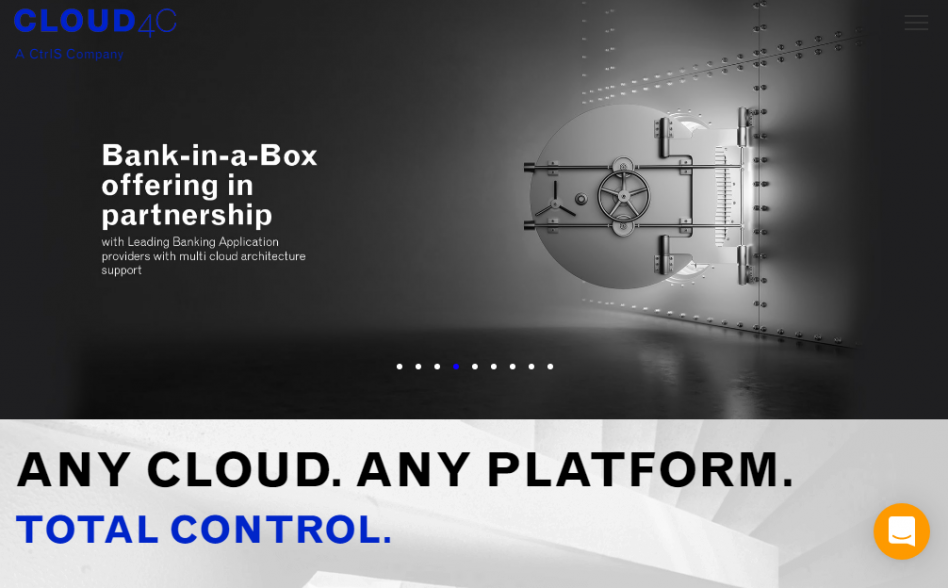 CLOUD4C
A CtrlS Company
Bank-in-a-Box
offering in
partnership
with Leading Banking Application
providers with multi cloud architecture
support
ANY CLOUD. ANY PLATFORM.
TOTAL CONTROL.